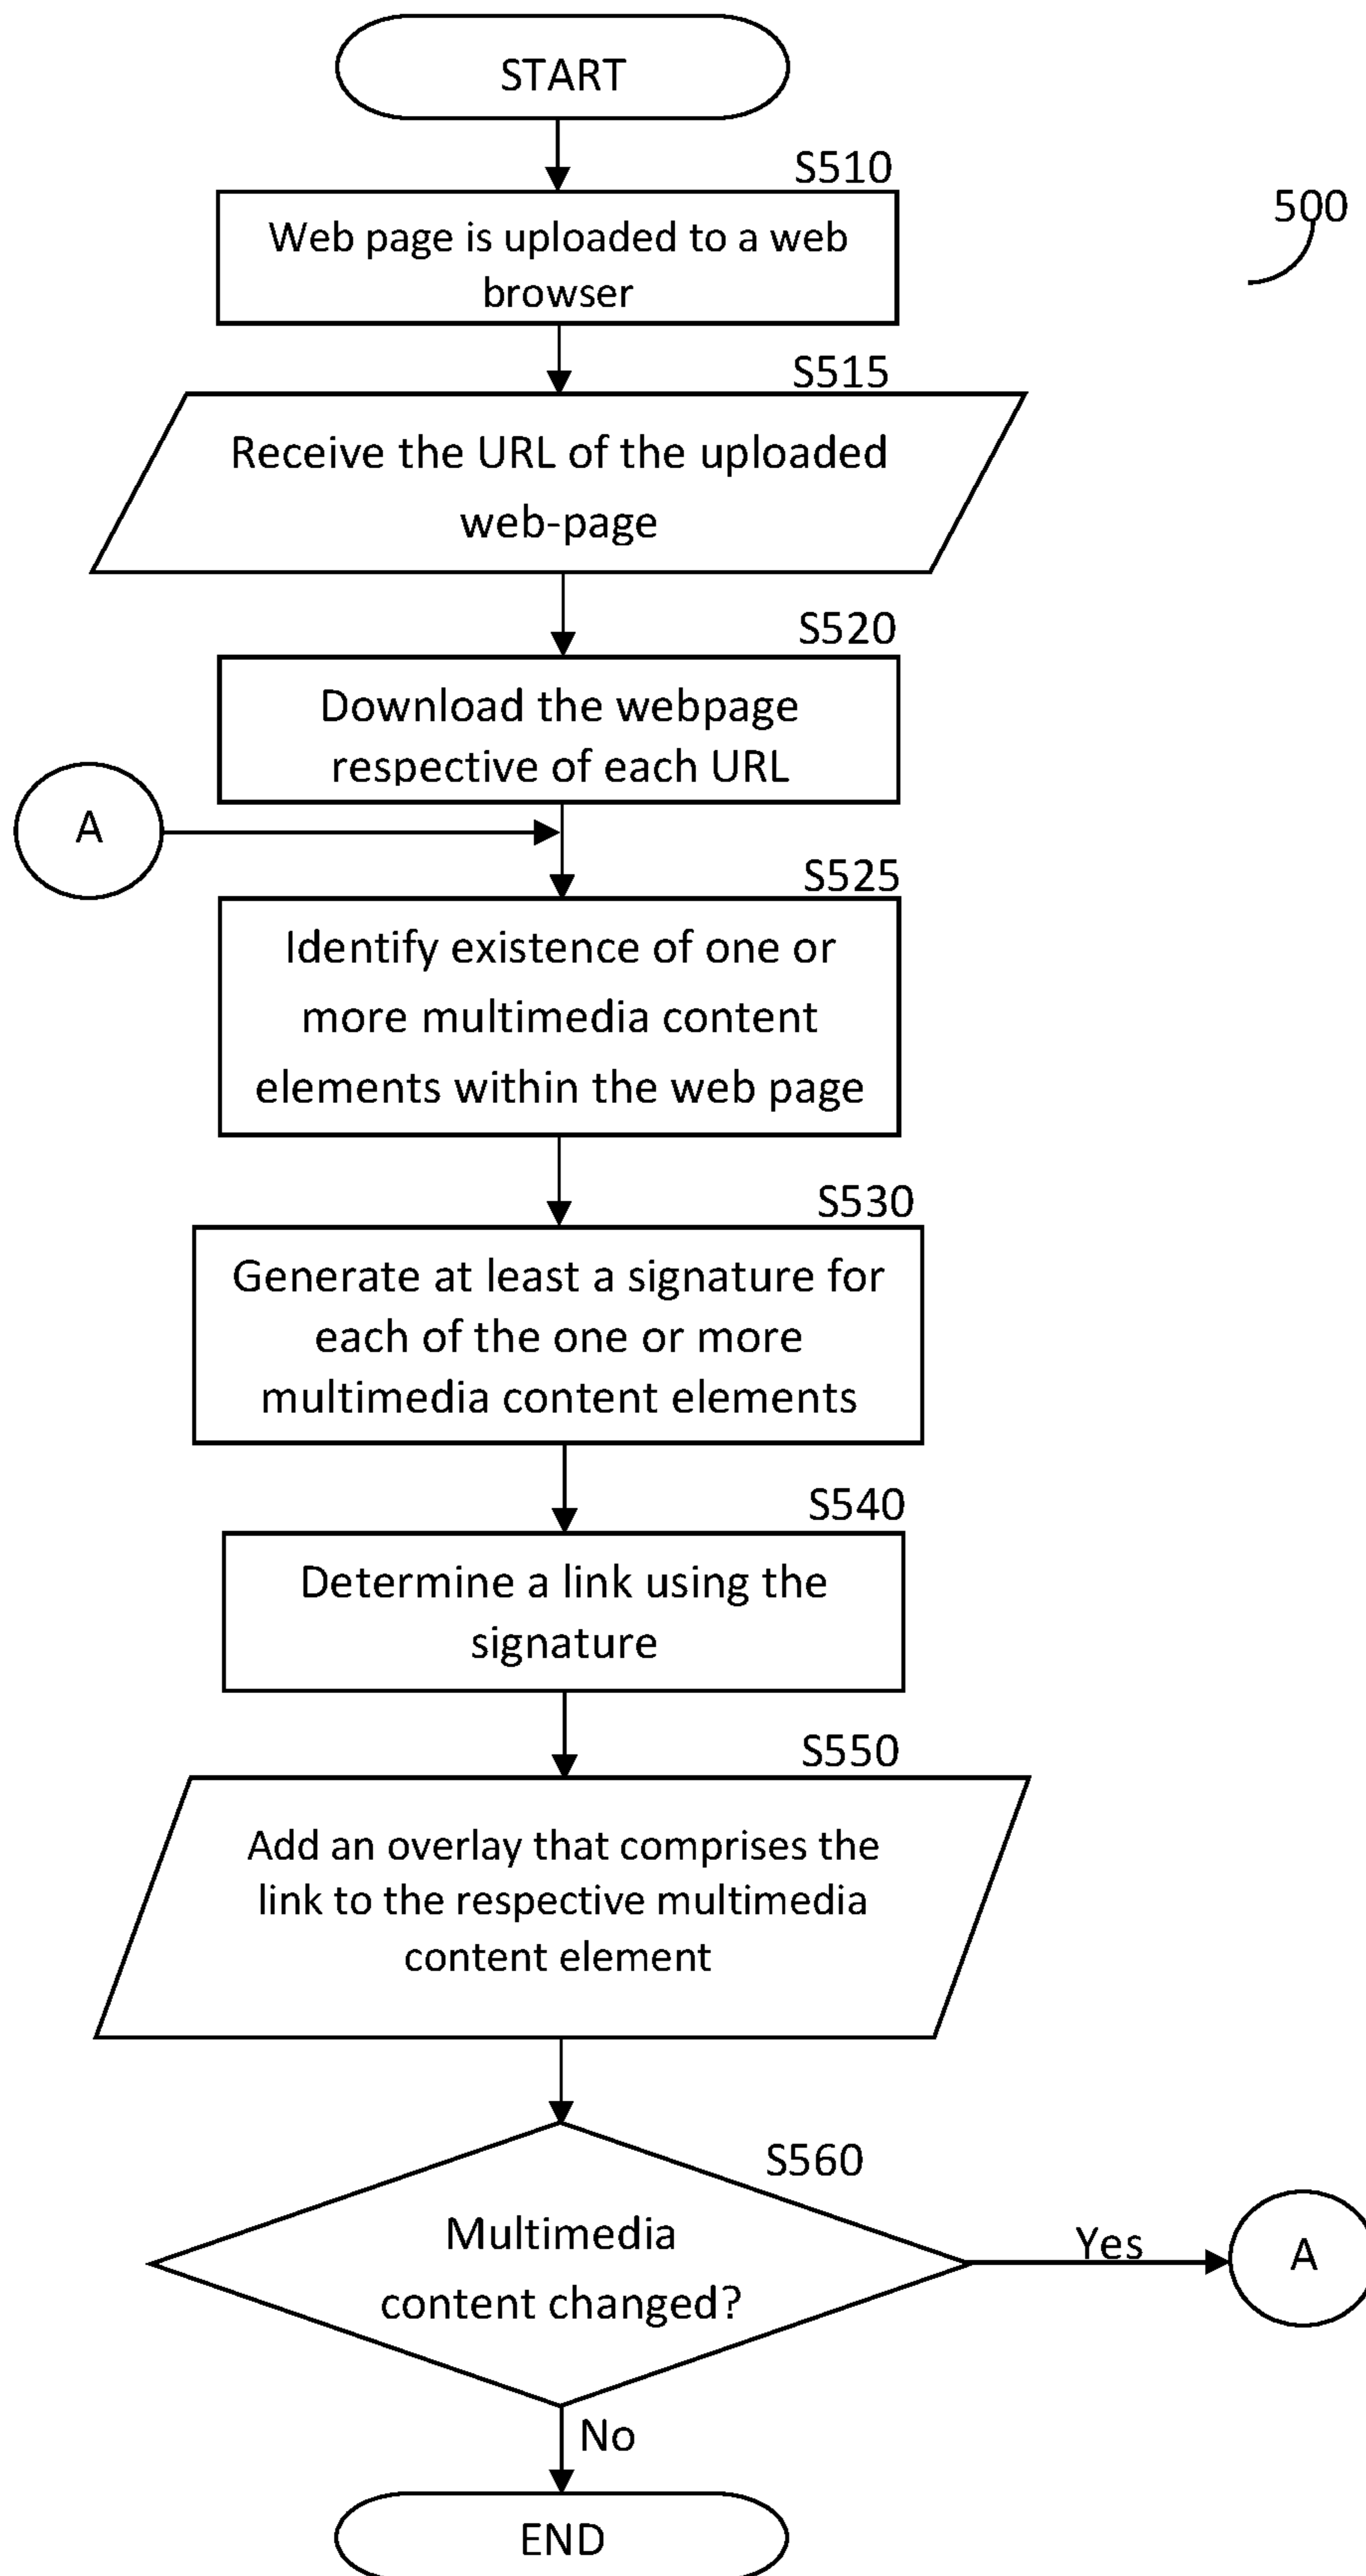 START
S510
500
Web page is uploaded to a web
browser
S515
Receive the URL of the uploaded
web-page
S520
Download the webpage
respective of each URL
A
S525
Identify existence of one or
more multimedia content
elements within the web page
S530
Generate at least a signature for
each of the one or more
multimedia content elements
S540
Determine a link using the
signature
S550
Add an overlay that comprises the
link to the respective multimedia
content element
S560
Multimedia
content changed?
Yes
A
No
END